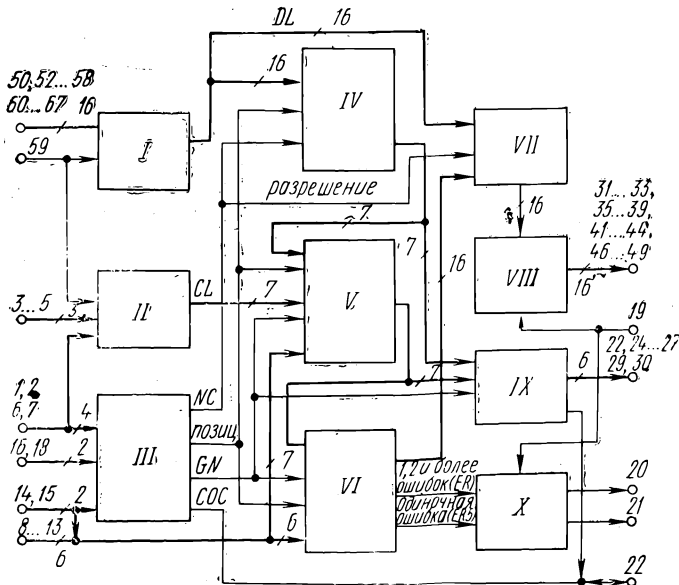 DL 16
50,52...58
60...67 16
59
I
16
IV
VII
разрешение
16
31...33,
35...39,
41...44,
46...49
16
VIII
7
7
16
V
3...5 3
II
CL 7
19
22, 24...27
29, 30
6
IX
7
1,2
6,7 4
16,18 2
14,15 2
8...13
6
III
NC
позиц
GN
COC
7
6
VI
1,2 и более
ошибок(ER)
одиночная
ошибка(ERS)
X
20
21
22